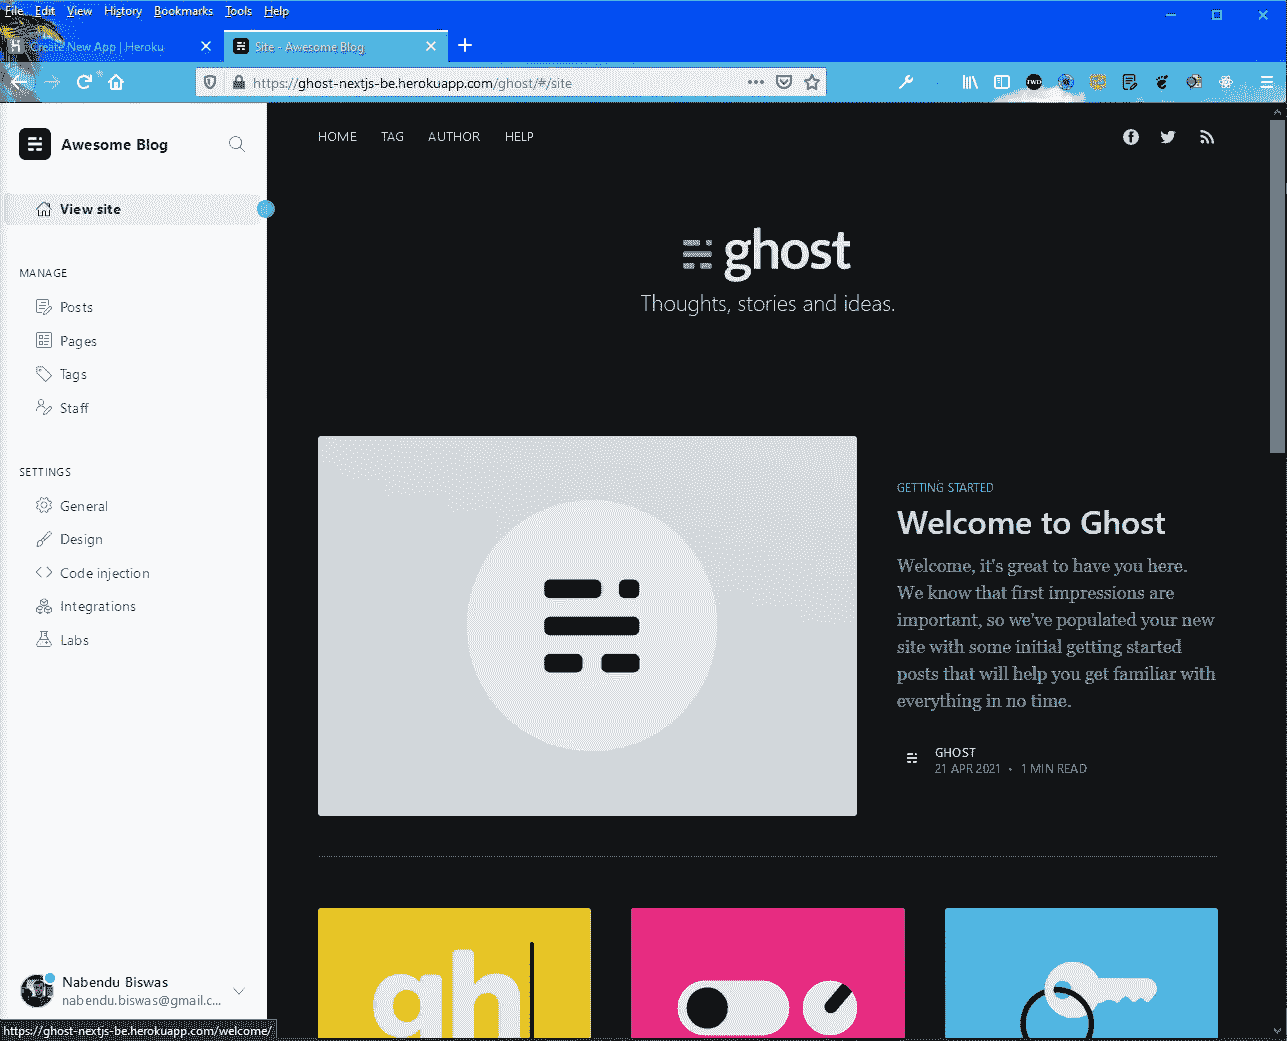 File Edit View History Bookmarks Tools Help
Create New App | Heroku
Site - Awesome Blog
https://ghost-nextjs-be.herokuapp.com/ghost/#/site
Awesome Blog
View site
MANAGE
Posts
Pages
Tags
Staff
SETTINGS
General
Design
Code injection
Integrations
Labs
Nabendu Biswas
nabendu.biswas@gmail.c...
https://ghost-nextjs-be.herokuapp.com/welcome/
HOME TAG AUTHOR HELP
ghost
Thoughts, stories and ideas.
GETTING STARTED
Welcome to Ghost
Welcome, it's great to have you here.
We know that first impressions are
important, so we've populated your new
site with some initial getting started
posts that will help you get familiar with
everything in no time.
GHOST
21 APR 2021 • 1 MIN READ
gh